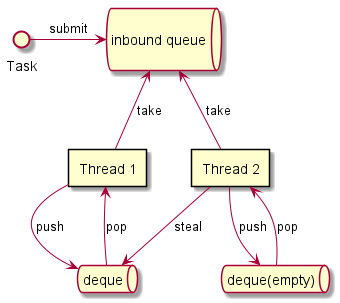 submit
inbound queue
Task
take
take
Thread 1
Thread 2
push
pop
steal
push
pop
deque
deque(empty)